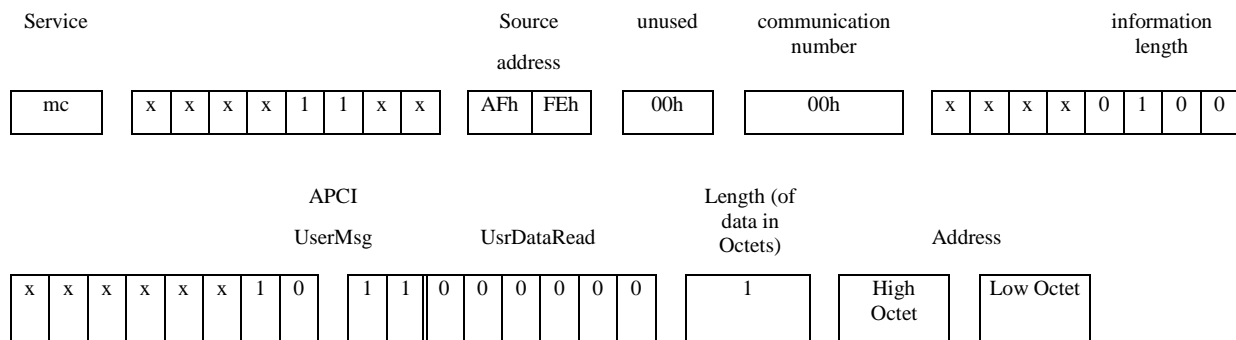 Service Source unused communication information
number length
address
mc x x x x 1 1 x x AFh FEh 00h 00h x x x x 0 1 0 0
APCI Length (of
data in
UserMsg UsrDataRead Octets) Address
x x x x x x 1 0 1 1 0 0 0 0 0 0 1 High Low Octet
Octet